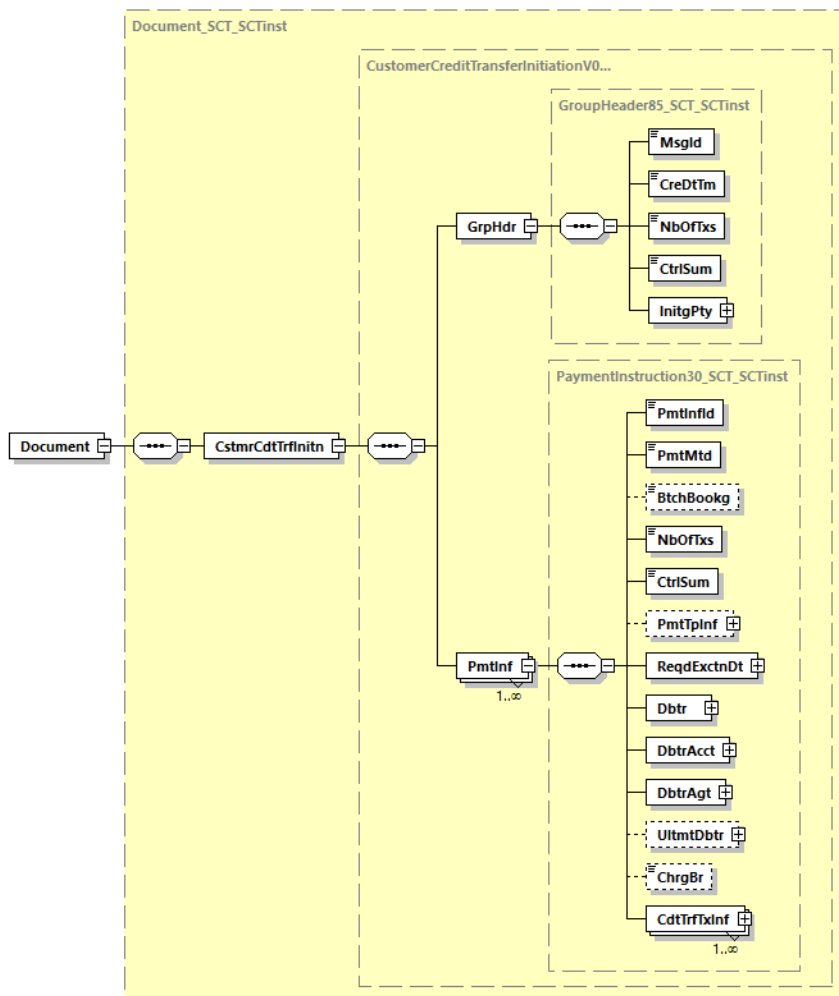 Document_SCT_SCTinst
CustomerCreditTransferInitiationV0...
GroupHeader85_SCT_SCTinst
MsgId
CreDtTm
NbOfTxs
CtrlSum
InitgPty
GrpHdr
PaymentInstruction30_SCT_SCTinst
PmtInfId
PmtMtd
BtchBookg
NbOfTxs
CtrlSum
PmtTpInf
ReqdExctnDt
Dbtr
DbtrAcct
DbtrAgt
UltmtDbtr
ChrgBr
CdtTrfTxInf
1..∞
PmtInf
1..∞
Document
CstmrCdtTrfInitn